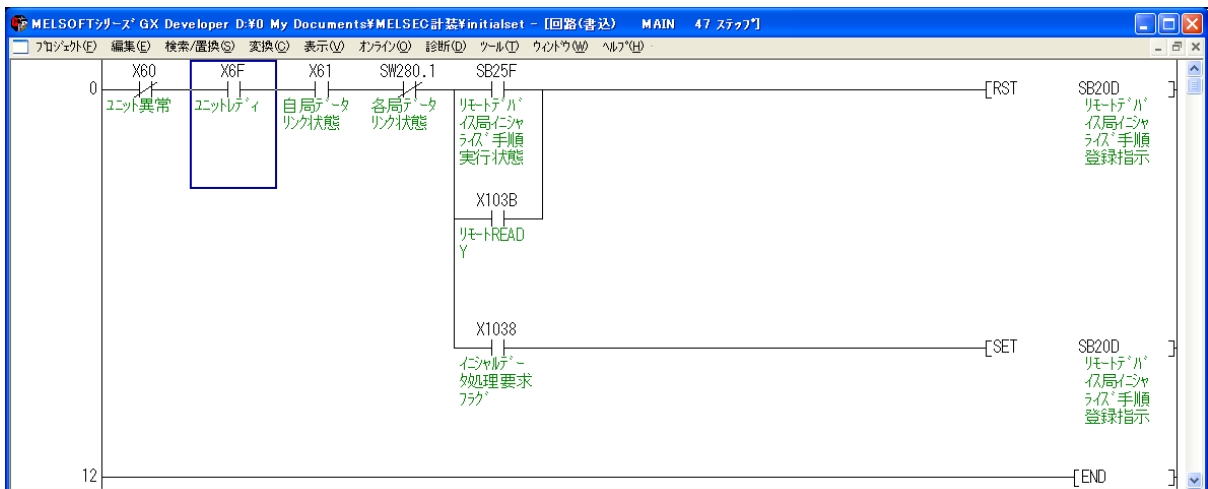 MELSOFTシリーズ GX Developer D:¥0 My Documents¥MELSEC計装¥initialset - [回路(書込)　MAIN　47 ステップ]
プロジェクト(F) 編集(E) 検索/置換(S) 変換(C) 表示(V) オンライン(O) 診断(D) ツール(T) ウィンドウ(W) ヘルプ(H)
X60 X6F X61 SW280.1 SB25F
0 [RST SB20D ]
ユニット異常 ユニットレディ 自局データ 各局データ リモートデバ リモートデバ
リンク状態 リンク状態 イス局イニシャ イス局イニシャ
ライズ手順 ライズ手順
実行状態 登録指示
X103B
リモートREAD
Y
X1038
[SET SB20D ]
イニシャルデー リモートデバ
タ処理要求 イス局イニシャ
フラグ ライズ手順
登録指示
12 [END ]